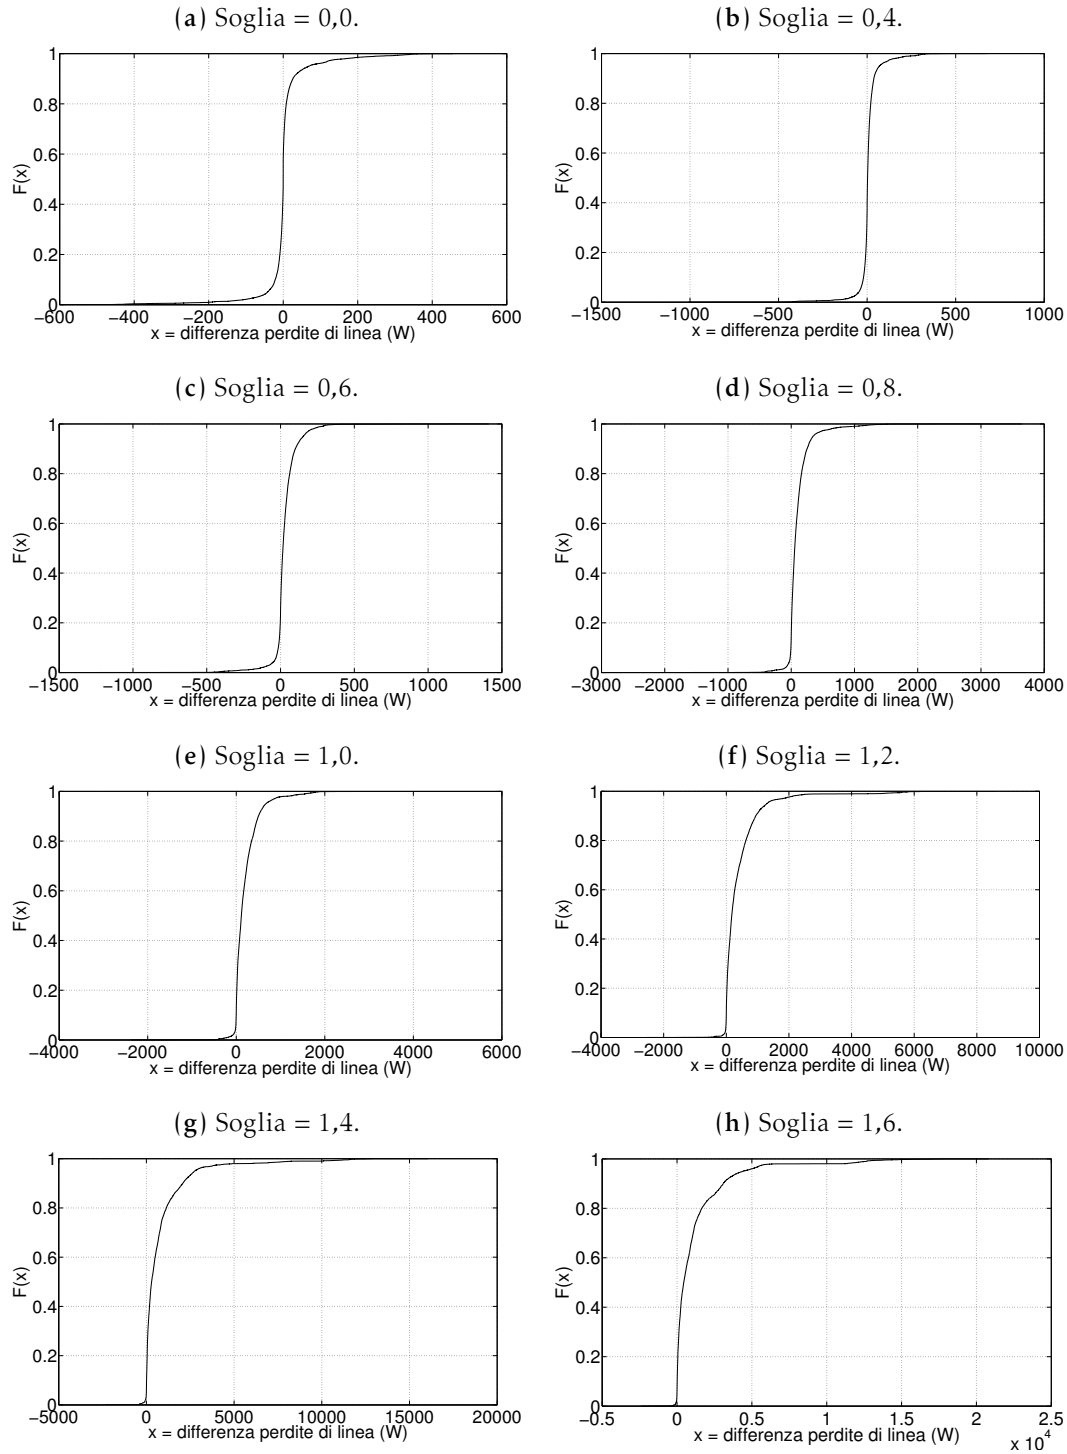 (a) Soglia = 0,0.
1
0.8
0.6
0.4
0.2
0
F(x)
−600 −400 −200 0 200 400 600
x = differenza perdite di linea (W)
(b) Soglia = 0,4.
1
0.8
0.6
0.4
0.2
0
F(x)
−1500 −1000 −500 0 500 1000
x = differenza perdite di linea (W)
(c) Soglia = 0,6.
1
0.8
0.6
0.4
0.2
0
F(x)
−1500 −1000 −500 0 500 1000 1500
x = differenza perdite di linea (W)
(d) Soglia = 0,8.
1
0.8
0.6
0.4
0.2
0
F(x)
−3000 −2000 −1000 0 1000 2000 3000 4000
x = differenza perdite di linea (W)
(e) Soglia = 1,0.
1
0.8
0.6
0.4
0.2
0
F(x)
−4000 −2000 0 2000 4000 6000
x = differenza perdite di linea (W)
(f) Soglia = 1,2.
1
0.8
0.6
0.4
0.2
0
F(x)
−4000 −2000 0 2000 4000 6000 8000 10000
x = differenza perdite di linea (W)
(g) Soglia = 1,4.
1
0.8
0.6
0.4
0.2
0
F(x)
−5000 0 5000 10000 15000 20000
x = differenza perdite di linea (W)
(h) Soglia = 1,6.
1
0.8
0.6
0.4
0.2
0
F(x)
−0.5 0 0.5 1 1.5 2 2.5
x = differenza perdite di linea (W)
x 10⁴